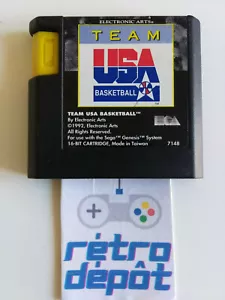 ELECTRONIC ARTS®
TEAM
USA
BASKETBALL
TEAM USA BASKETBALL™
By Electronic Arts
©1992, Electronic Arts
All Rights Reserved.
For use with the Sega® Genesis™ System
16-BIT CARTRIDGE, Made in Taiwan 7148
rétro
dépôt